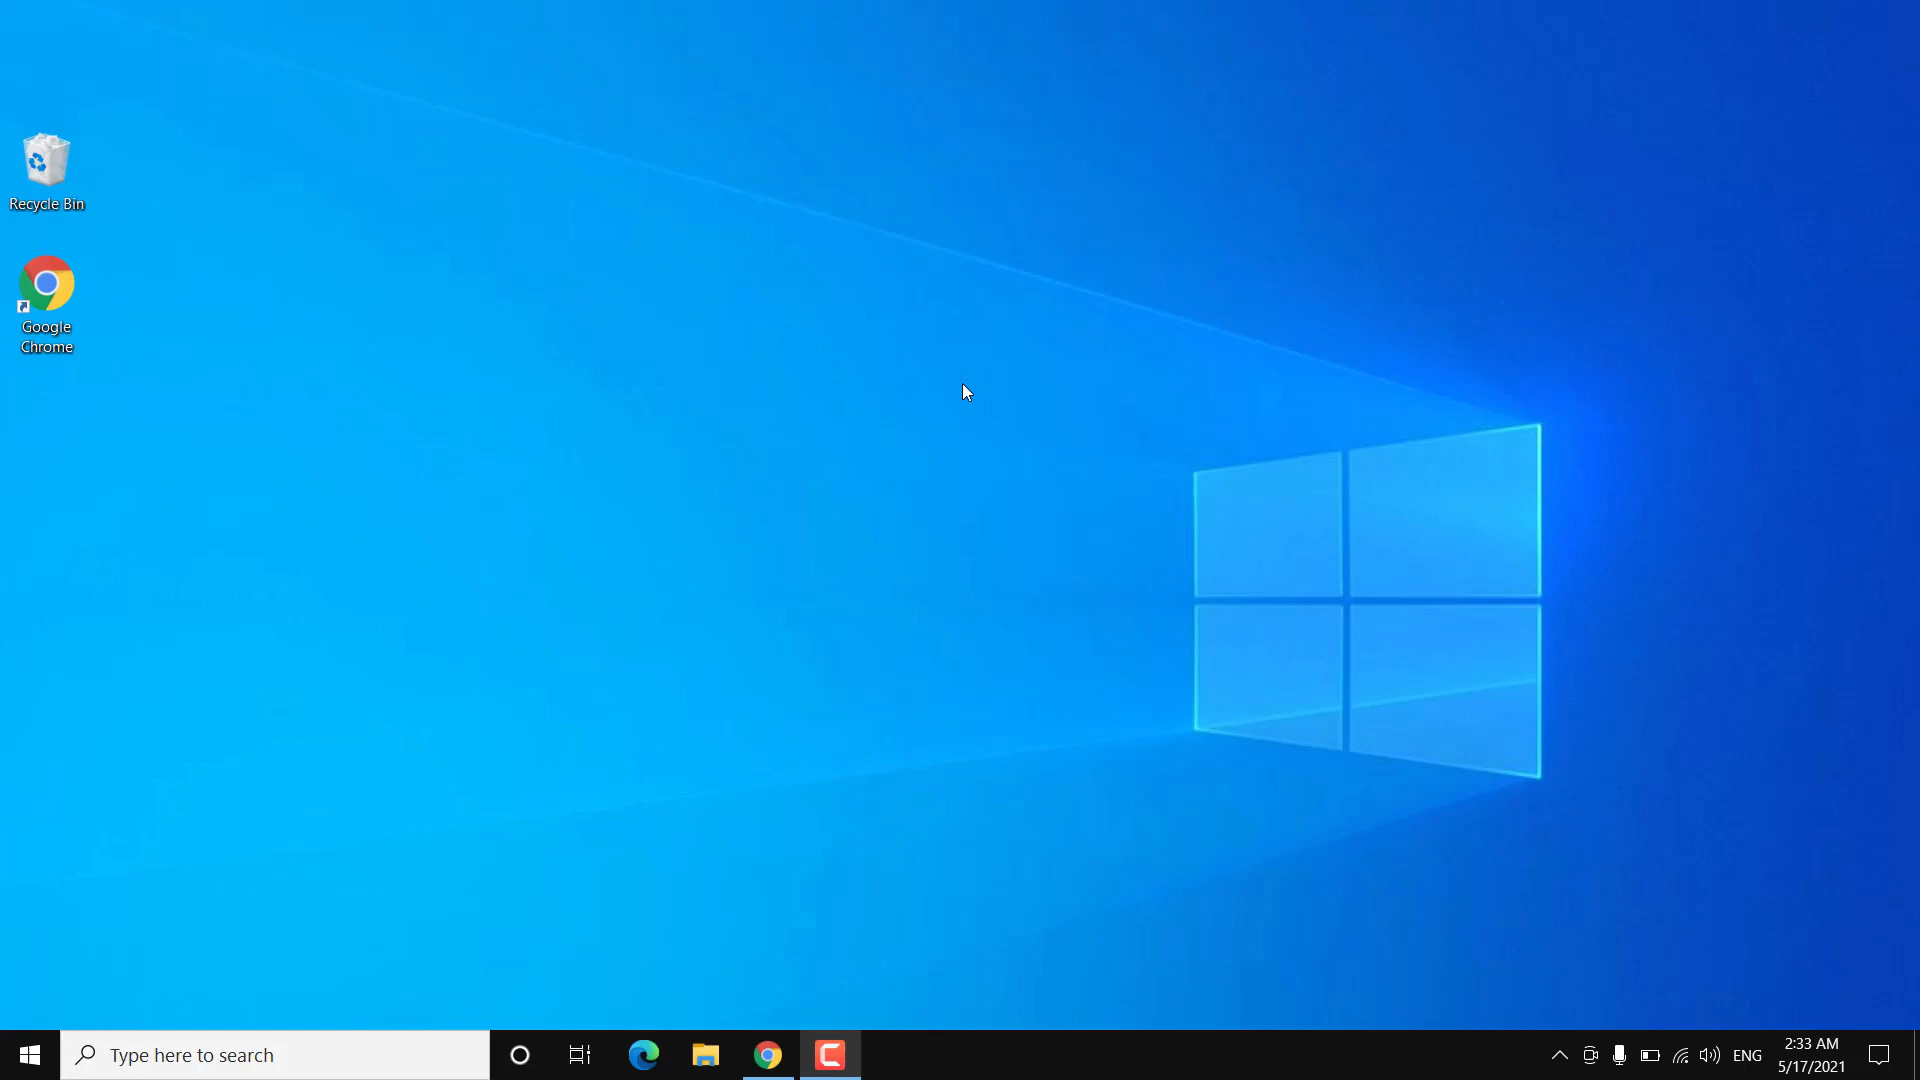 Recycle Bin
Google
Chrome
Type here to search
ENG
2:33 AM
5/17/2021